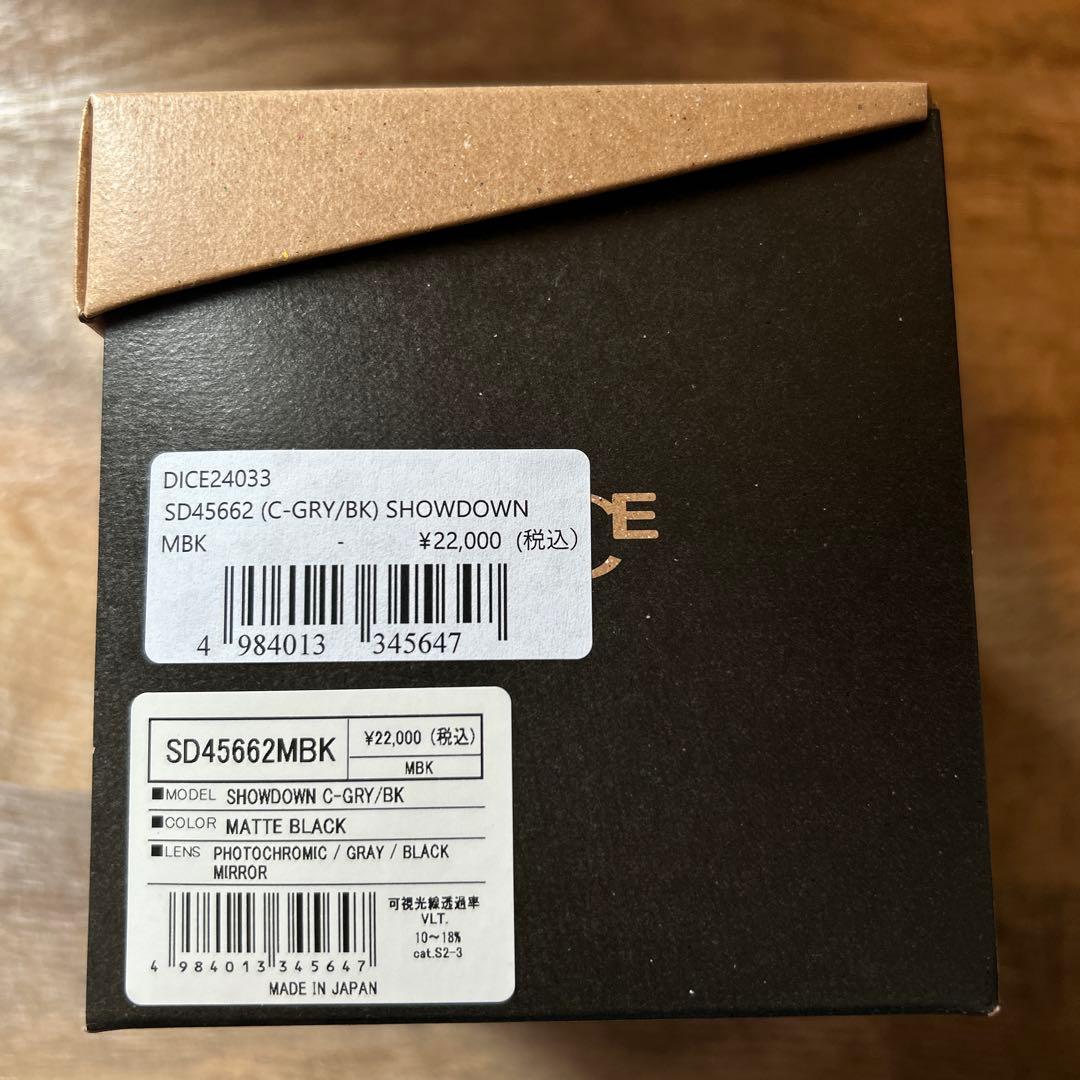 DICE24033
SD45662 (C-GRY/BK) SHOWDOWN
MBK - ¥22,000 (税込)
4 984013 345647
SD45662MBK
¥22,000 (税込)
MBK
■MODEL SHOWDOWN C-GRY/BK
■COLOR MATTE BLACK
■LENS PHOTOCHROMIC / GRAY / BLACK
MIRROR
可視光線透過率
VLT.
10〜18%
cat.S2-3
4 984013 345647
MADE IN JAPAN